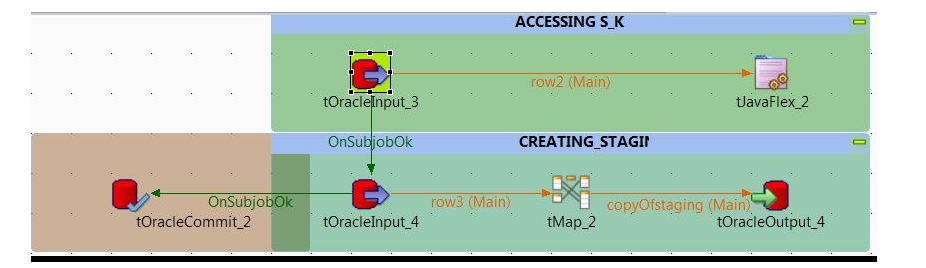 ACCESSING S_K
row2 (Main)
tOracleInput_3
tJavaFlex_2
OnSubjobOk
CREATING_STAGIN
OnSubjobOk
row3 (Main)
copyOfstaging (Main)
tOracleCommit_2
tOracleInput_4
tMap_2
tOracleOutput_4